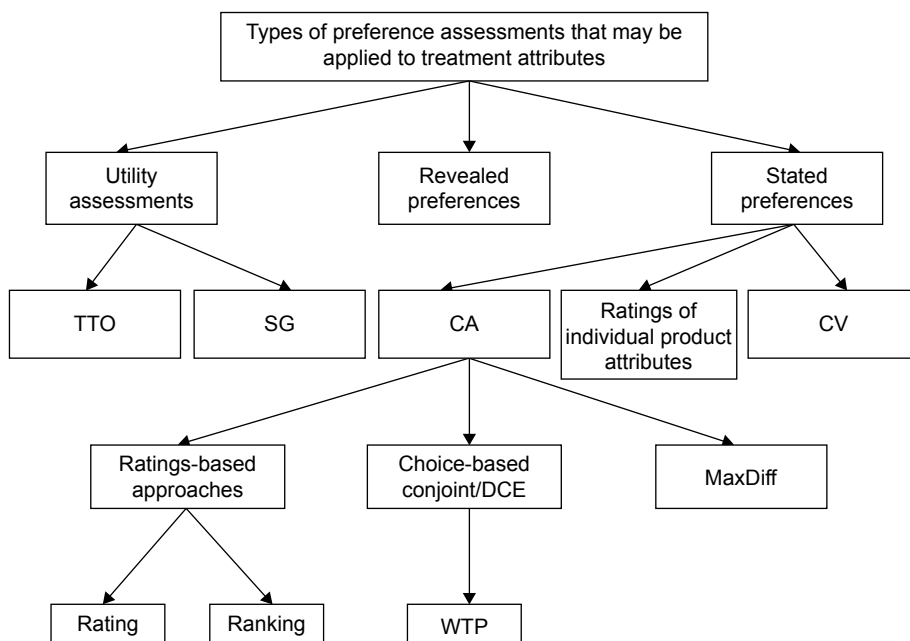 Types of preference assessments that may be
applied to treatment attributes
Utility
assessments
Revealed
preferences
Stated
preferences
TTO
SG
CA
Ratings of
individual product
attributes
CV
Ratings-based
approaches
Choice-based
conjoint/DCE
MaxDiff
Rating
Ranking
WTP